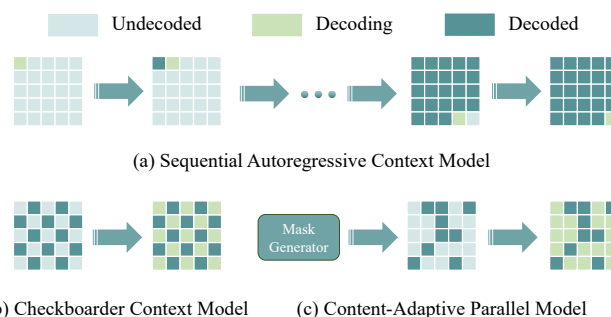 Undecoded Decoding Decoded
(a) Sequential Autoregressive Context Model
Mask
Generator
) Checkboarder Context Model (c) Content-Adaptive Parallel Model